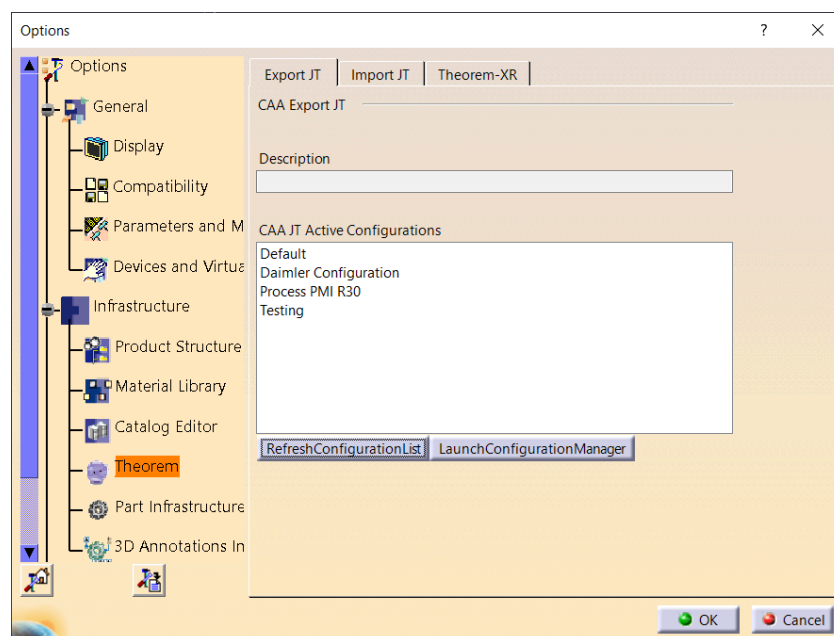 Options
?
Options
General
Display
Compatibility
Parameters and M
Devices and Virtua
Infrastructure
Product Structure
Material Library
Catalog Editor
Theorem
Part Infrastructure
3D Annotations In
Export JT
Import JT
Theorem-XR
CAA Export JT
Description
CAA JT Active Configurations
Default
Daimler Configuration
Process PMI R30
Testing
RefreshConfigurationList
LaunchConfigurationManager
OK
Cancel